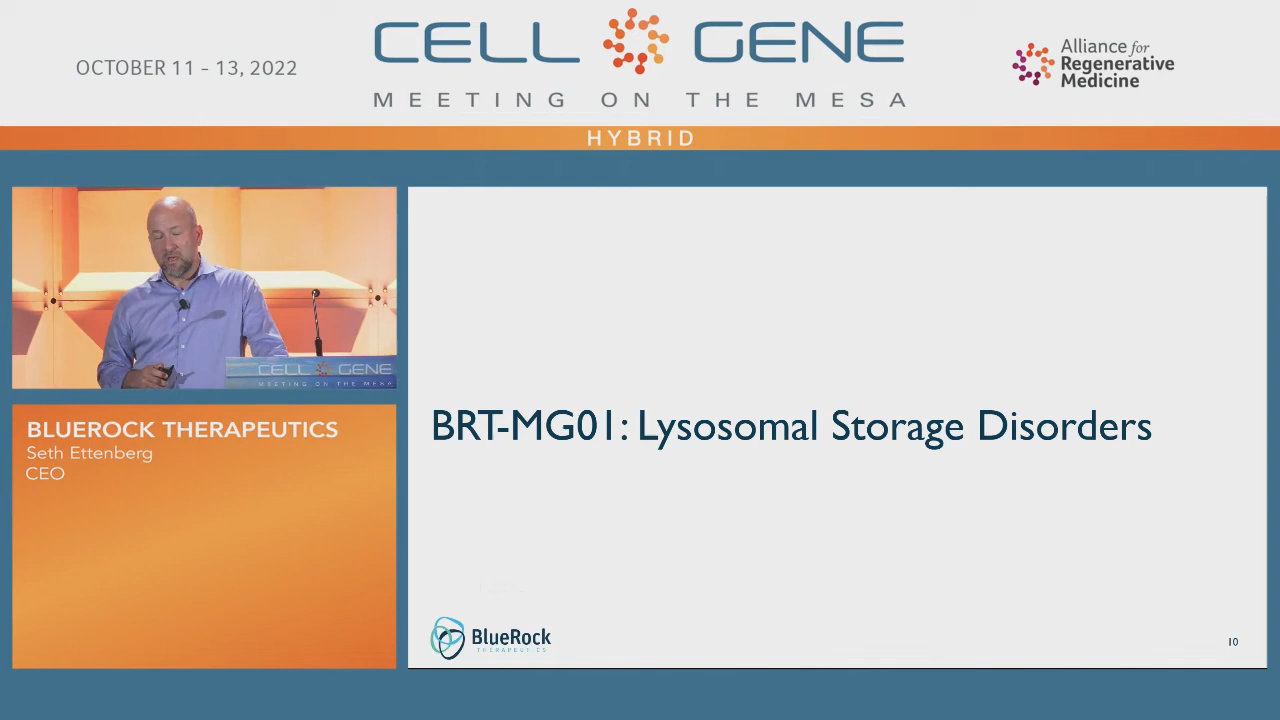 OCTOBER 11 - 13, 2022
CELL GENE
MEETING ON THE MESA
Alliance for
Regenerative
Medicine
HYBRID
CELL GENE
MEETING ON THE MESA
BLUEROCK THERAPEUTICS
Seth Ettenberg
CEO
BRT-MG01: Lysosomal Storage Disorders
BlueRock
THERAPEUTICS
10